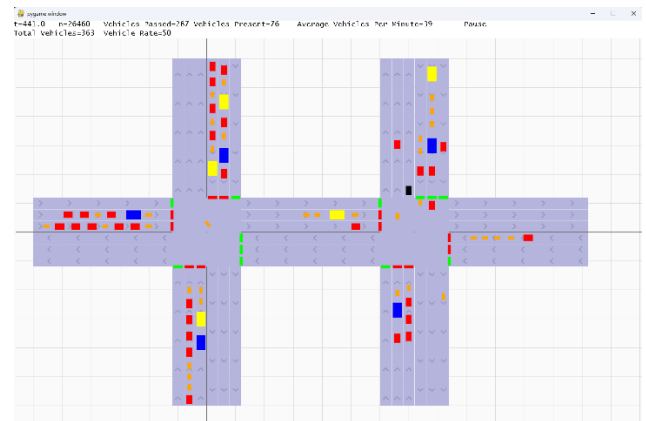 pygame window
t=441.0 n=26460 Vehicles Passed=287 Vehicles Present=76 Average Vehicles Per Minute=39 Pause
Total Vehicles=363 Vehicle Rate=50